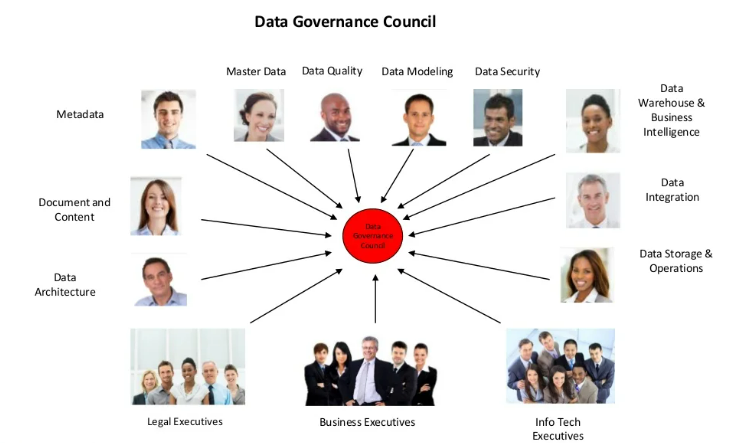 Data Governance Council
Master Data
Data Quality
Data Modeling
Data Security
Metadata
Data
Warehouse &
Business
Intelligence
Document and
Content
Data
Integration
Data
Governance
Council
Data
Architecture
Data Storage &
Operations
Legal Executives
Business Executives
Info Tech
Executives